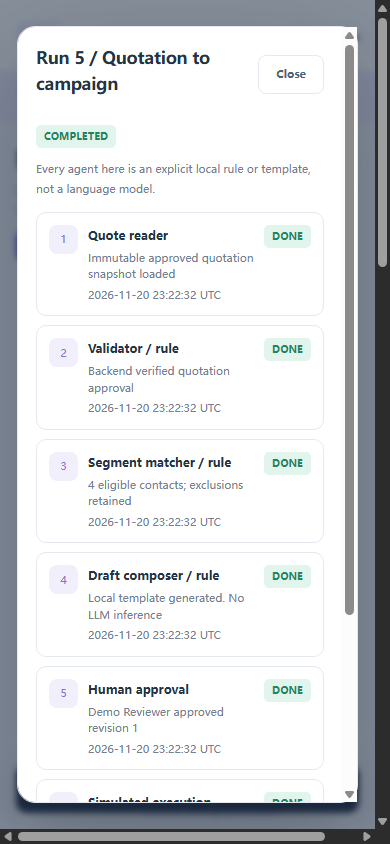 Run 5 / Quotation to
campaign
Close
COMPLETED
Every agent here is an explicit local rule or template,
not a language model.
1
Quote reader
DONE
Immutable approved quotation
snapshot loaded
2026-11-20 23:22:32 UTC
2
Validator / rule
DONE
Backend verified quotation
approval
2026-11-20 23:22:32 UTC
3
Segment matcher / rule
DONE
4 eligible contacts; exclusions
retained
2026-11-20 23:22:32 UTC
4
Draft composer / rule
DONE
Local template generated. No
LLM inference
2026-11-20 23:22:32 UTC
5
Human approval
DONE
Demo Reviewer approved
revision 1
2026-11-20 23:22:32 UTC
Simulated execution
DONE